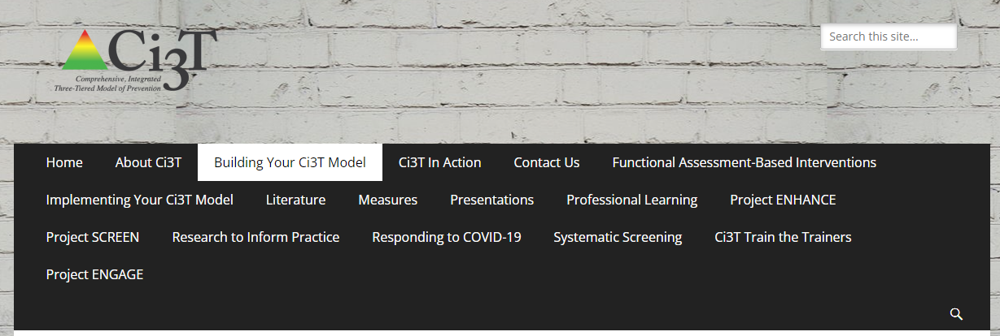 Ci3T
Comprehensive, Integrated
Three-Tiered Model of Prevention
Search this site...
Home About Ci3T Building Your Ci3T Model Ci3T In Action Contact Us Functional Assessment-Based Interventions
Implementing Your Ci3T Model Literature Measures Presentations Professional Learning Project ENHANCE
Project SCREEN Research to Inform Practice Responding to COVID-19 Systematic Screening Ci3T Train the Trainers
Project ENGAGE